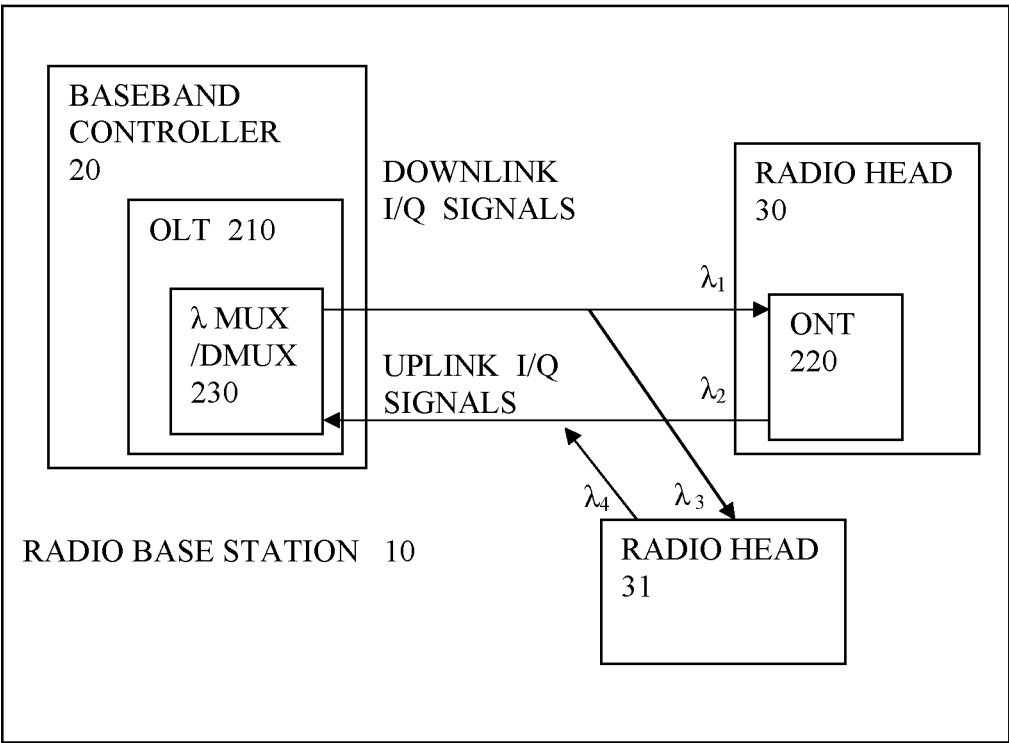 BASEBAND
CONTROLLER
20
OLT 210
λ MUX
/DMUX
230
DOWNLINK
I/Q SIGNALS
UPLINK I/Q
SIGNALS
λ1
λ2
RADIO HEAD
30
ONT
220
λ4
λ3
RADIO HEAD
31
RADIO BASE STATION 10